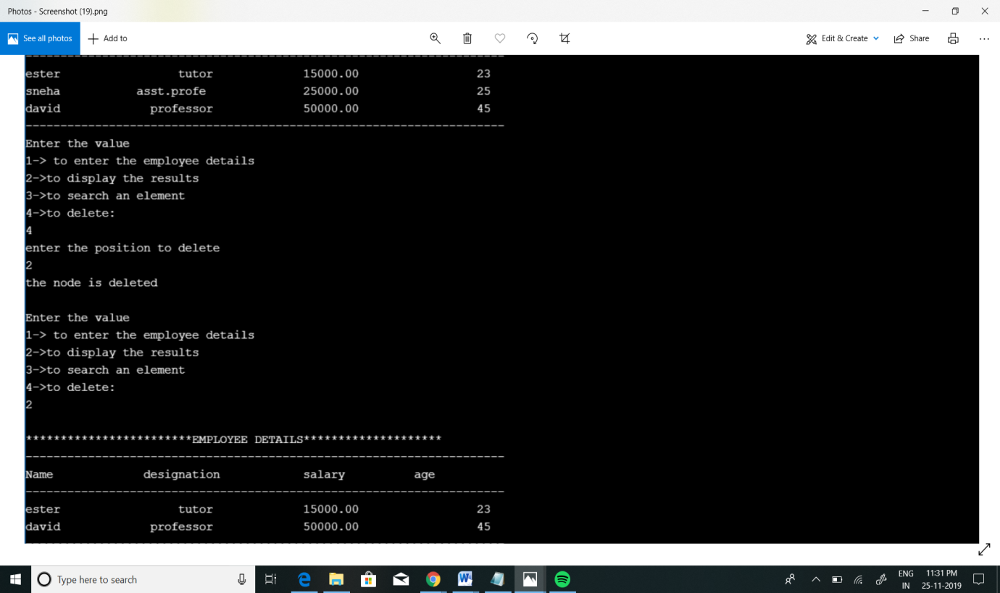 Photos - Screenshot (19).png
See all photos Add to Edit & Create Share
------------------------------------------------------------------------
ester tutor 15000.00 23
sneha asst.profe 25000.00 25
david professor 50000.00 45
---------------------------------------------------------------------
Enter the value
1-> to enter the employee details
2->to display the results
3->to search an element
4->to delete:
4
enter the position to delete
2
the node is deleted
Enter the value
1-> to enter the employee details
2->to display the results
3->to search an element
4->to delete:
2
************************EMPLOYEE DETAILS********************
---------------------------------------------------------------------
Name designation salary age
---------------------------------------------------------------------
ester tutor 15000.00 23
david professor 50000.00 45
---------------------------------------------------------------------
Type here to search
ENG 11:31 PM
IN 25-11-2019